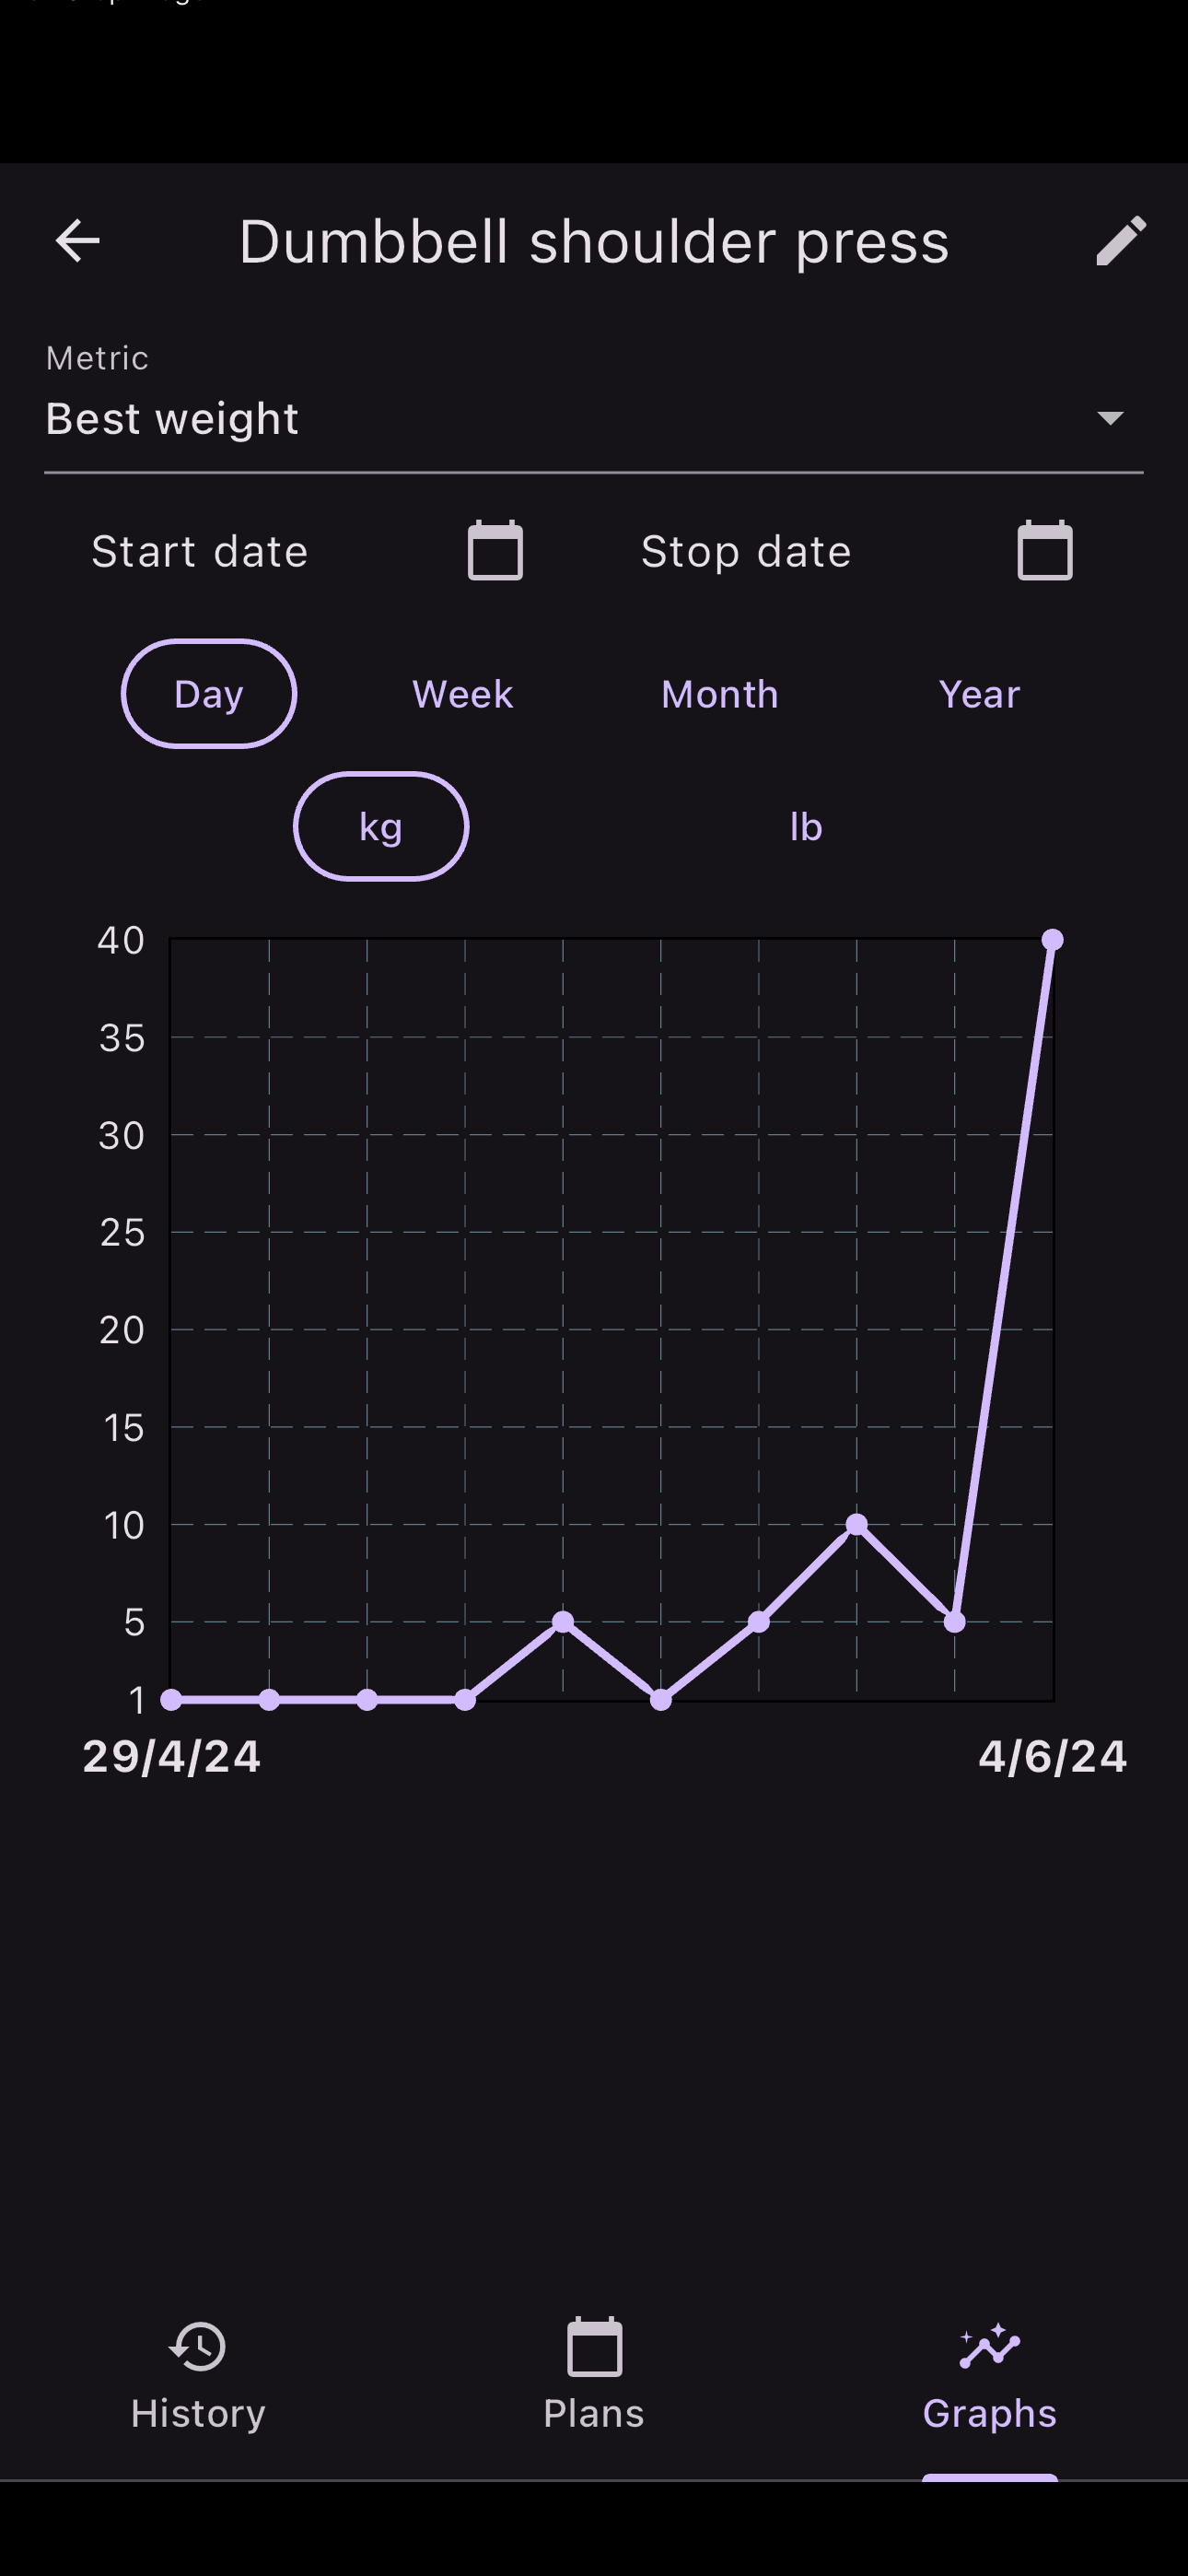 Dumbbell shoulder press
Metric
Best weight
Start date Stop date
Day Week Month Year
kg lb
40
35
30
25
20
15
10
5
1
29/4/24 4/6/24
History Plans Graphs